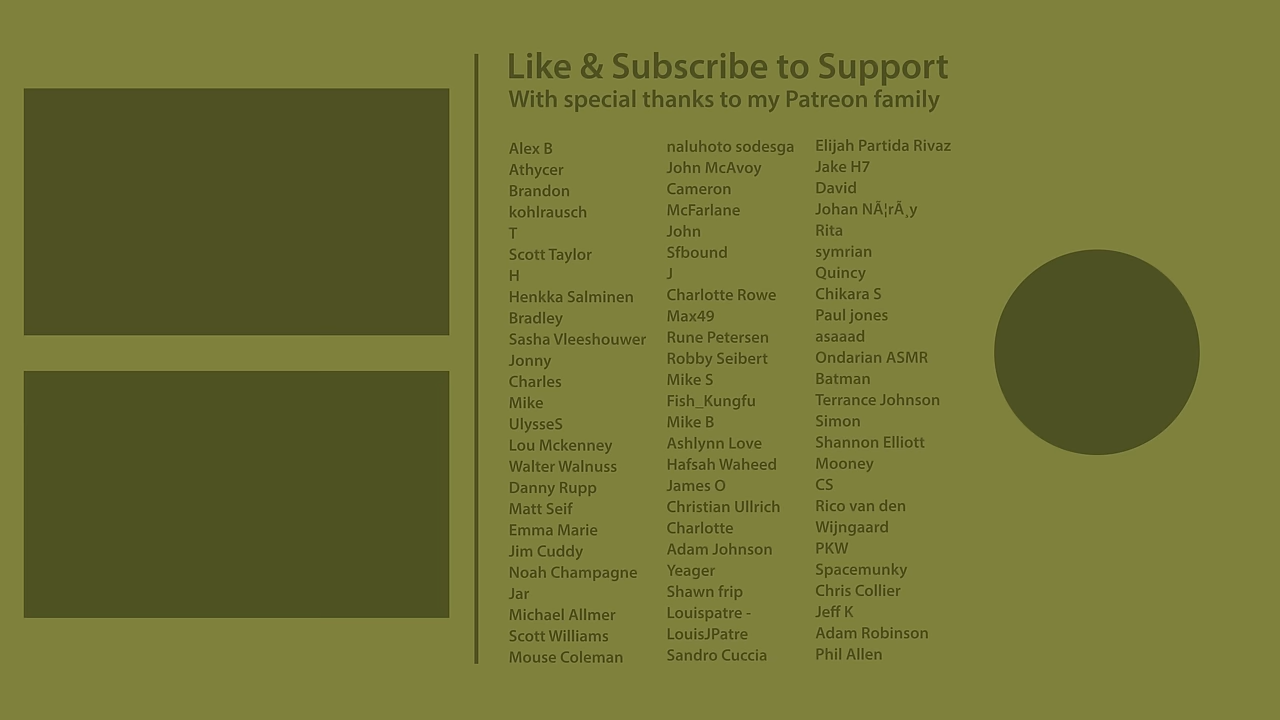 Like & Subscribe to Support
With special thanks to my Patreon family
Alex B
Athycer
Brandon
kohlrausch
T
Scott Taylor
H
Henkka Salminen
Bradley
Sasha Vleeshouwer
Jonny
Charles
Mike
UlysseS
Lou Mckenney
Walter Walnuss
Danny Rupp
Matt Seif
Emma Marie
Jim Cuddy
Noah Champagne
Jar
Michael Allmer
Scott Williams
Mouse Coleman
naluhoto sodesga
John McAvoy
Cameron
McFarlane
John
Sfbound
J
Charlotte Rowe
Max49
Rune Petersen
Robby Seibert
Mike S
Fish_Kungfu
Mike B
Ashlynn Love
Hafsah Waheed
James O
Christian Ullrich
Charlotte
Adam Johnson
Yeager
Shawn frip
Louispatre -
LouisJPatre
Sandro Cuccia
Elijah Partida Rivaz
Jake H7
David
Johan NÃ¦rÃ¸y
Rita
symrian
Quincy
Chikara S
Paul jones
asaaad
Ondarian ASMR
Batman
Terrance Johnson
Simon
Shannon Elliott
Mooney
CS
Rico van den
Wijngaard
PKW
Spacemunky
Chris Collier
Jeff K
Adam Robinson
Phil Allen